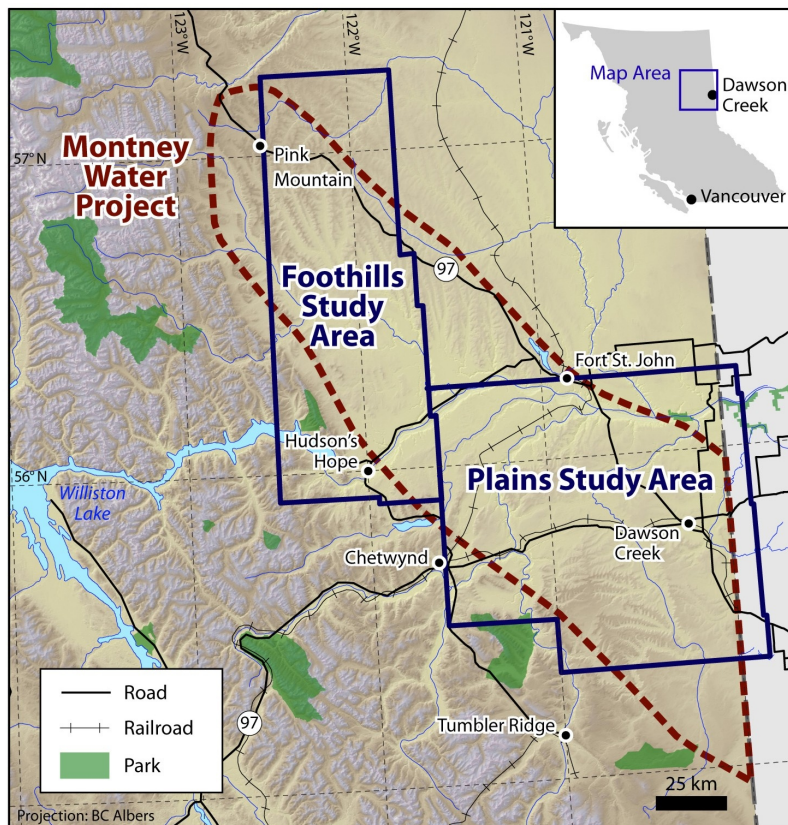 123°W
122°W
121°W
Map Area
Dawson
Creek
Vancouver
57°N
Montney
Water
Project
Pink
Mountain
97
Foothills
Study
Area
Fort St. John
Hudson's
Hope
56°N
Williston
Lake
Plains Study Area
Dawson
Creek
Chetwynd
Road
Railroad
Park
97
Tumbler Ridge
25 km
Projection: BC Albers